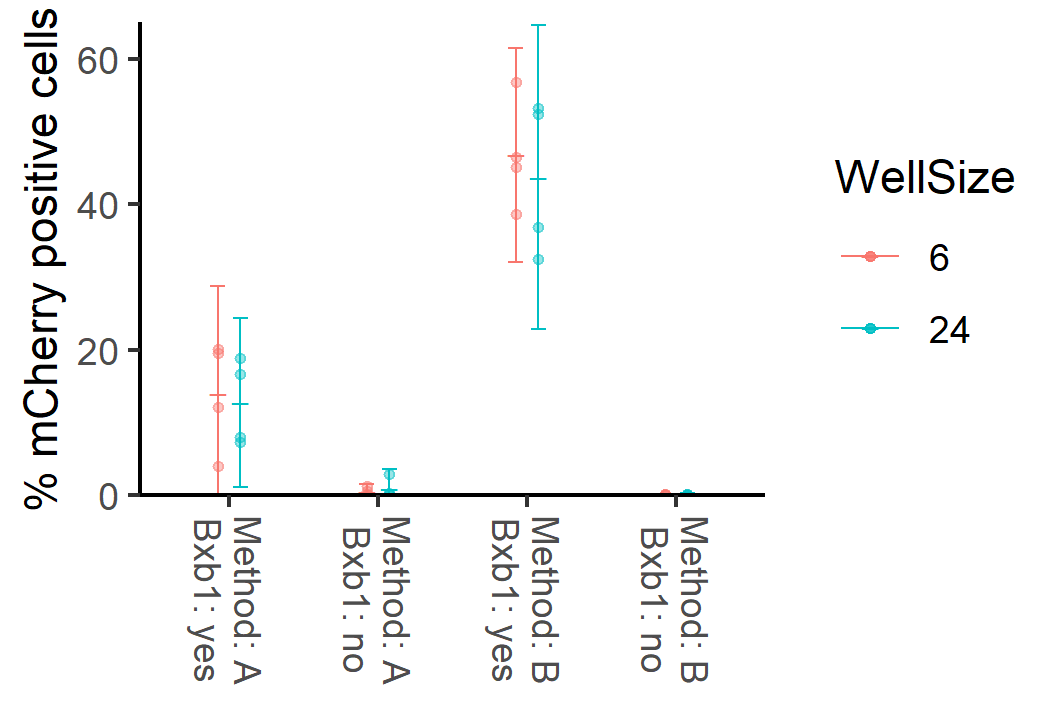 % mCherry positive cells
60
40
20
0
Method: A
Bxb1: yes
Method: A
Bxb1: no
Method: B
Bxb1: yes
Method: B
Bxb1: no
WellSize
6
24